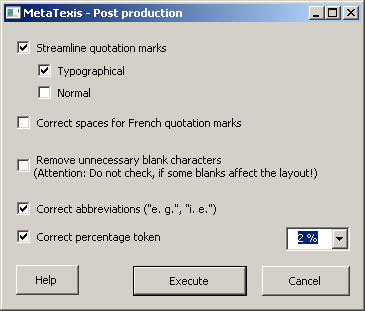 MetaTexis - Post production
Streamline quotation marks
Typographical
Normal
Correct spaces for French quotation marks
Remove unnecessary blank characters
(Attention: Do not check, if some blanks affect the layout!)
Correct abbreviations ("e. g.", "i. e.")
Correct percentage token
2 %
Help
Execute
Cancel